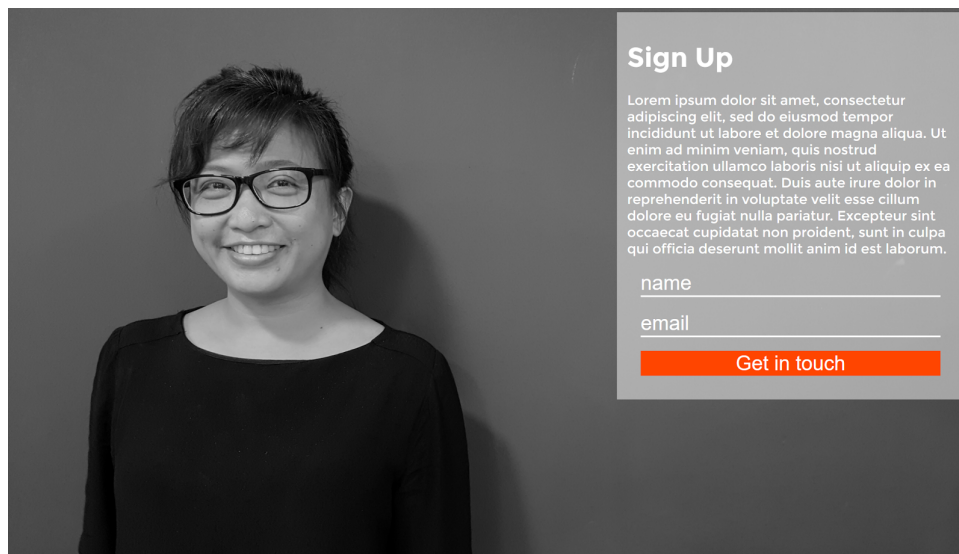 Sign Up
Lorem ipsum dolor sit amet, consectetur
adipiscing elit, sed do eiusmod tempor
incididunt ut labore et dolore magna aliqua. Ut
enim ad minim veniam, quis nostrud
exercitation ullamco laboris nisi ut aliquip ex ea
commodo consequat. Duis aute irure dolor in
reprehenderit in voluptate velit esse cillum
dolore eu fugiat nulla pariatur. Excepteur sint
occaecat cupidatat non proident, sunt in culpa
qui officia deserunt mollit anim id est laborum.
name
email
Get in touch